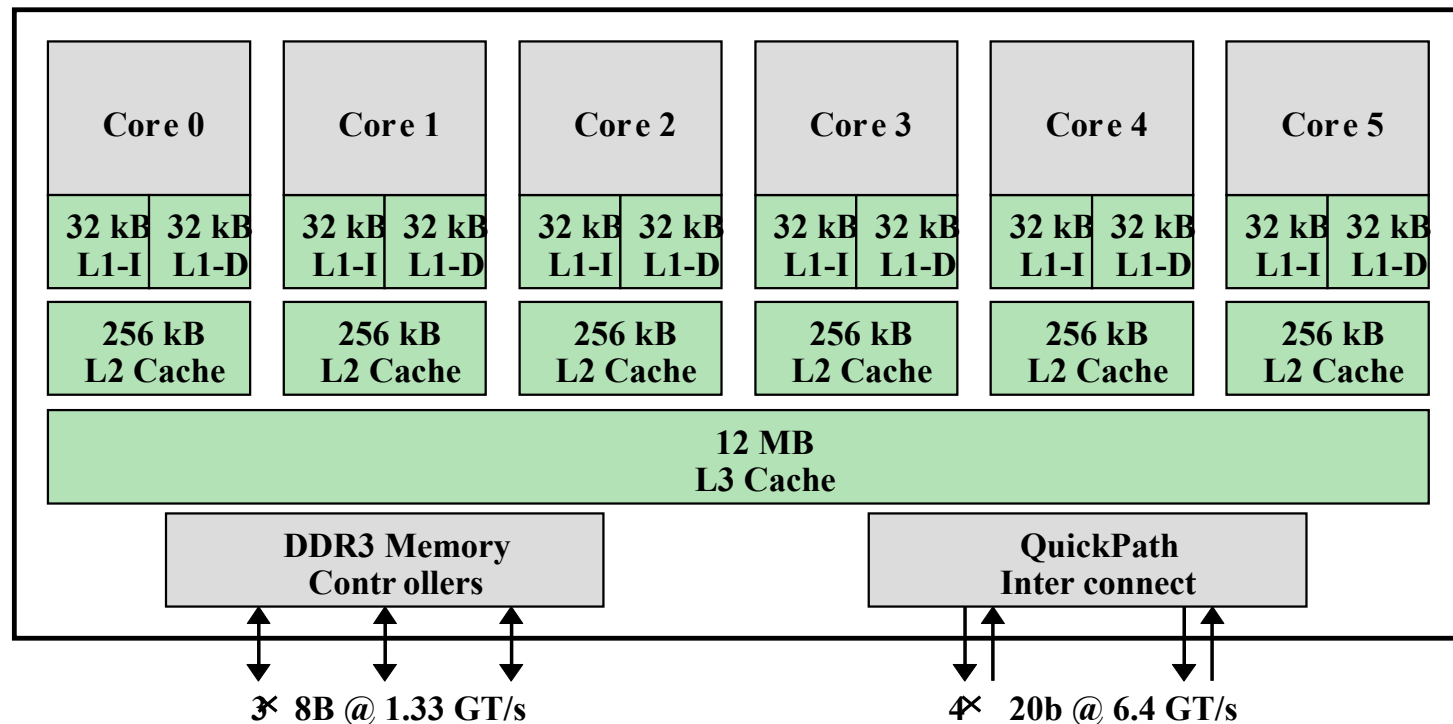 Core 0 Core 1 Core 2 Core 3 Core 4 Core 5
32 kB 32 kB 32 kB 32 kB 32 kB 32 kB 32 kB 32 kB 32 kB 32 kB 32 kB 32 kB
L1-I L1-D L1-I L1-D L1-I L1-D L1-I L1-D L1-I L1-D L1-I L1-D
256 kB 256 kB 256 kB 256 kB 256 kB 256 kB
L2 Cache L2 Cache L2 Cache L2 Cache L2 Cache L2 Cache
12 MB
L3 Cache
DDR3 Memory QuickPath
Contr ollers Inter connect
3× 8B @ 1.33 GT/s 4× 20b @ 6.4 GT/s